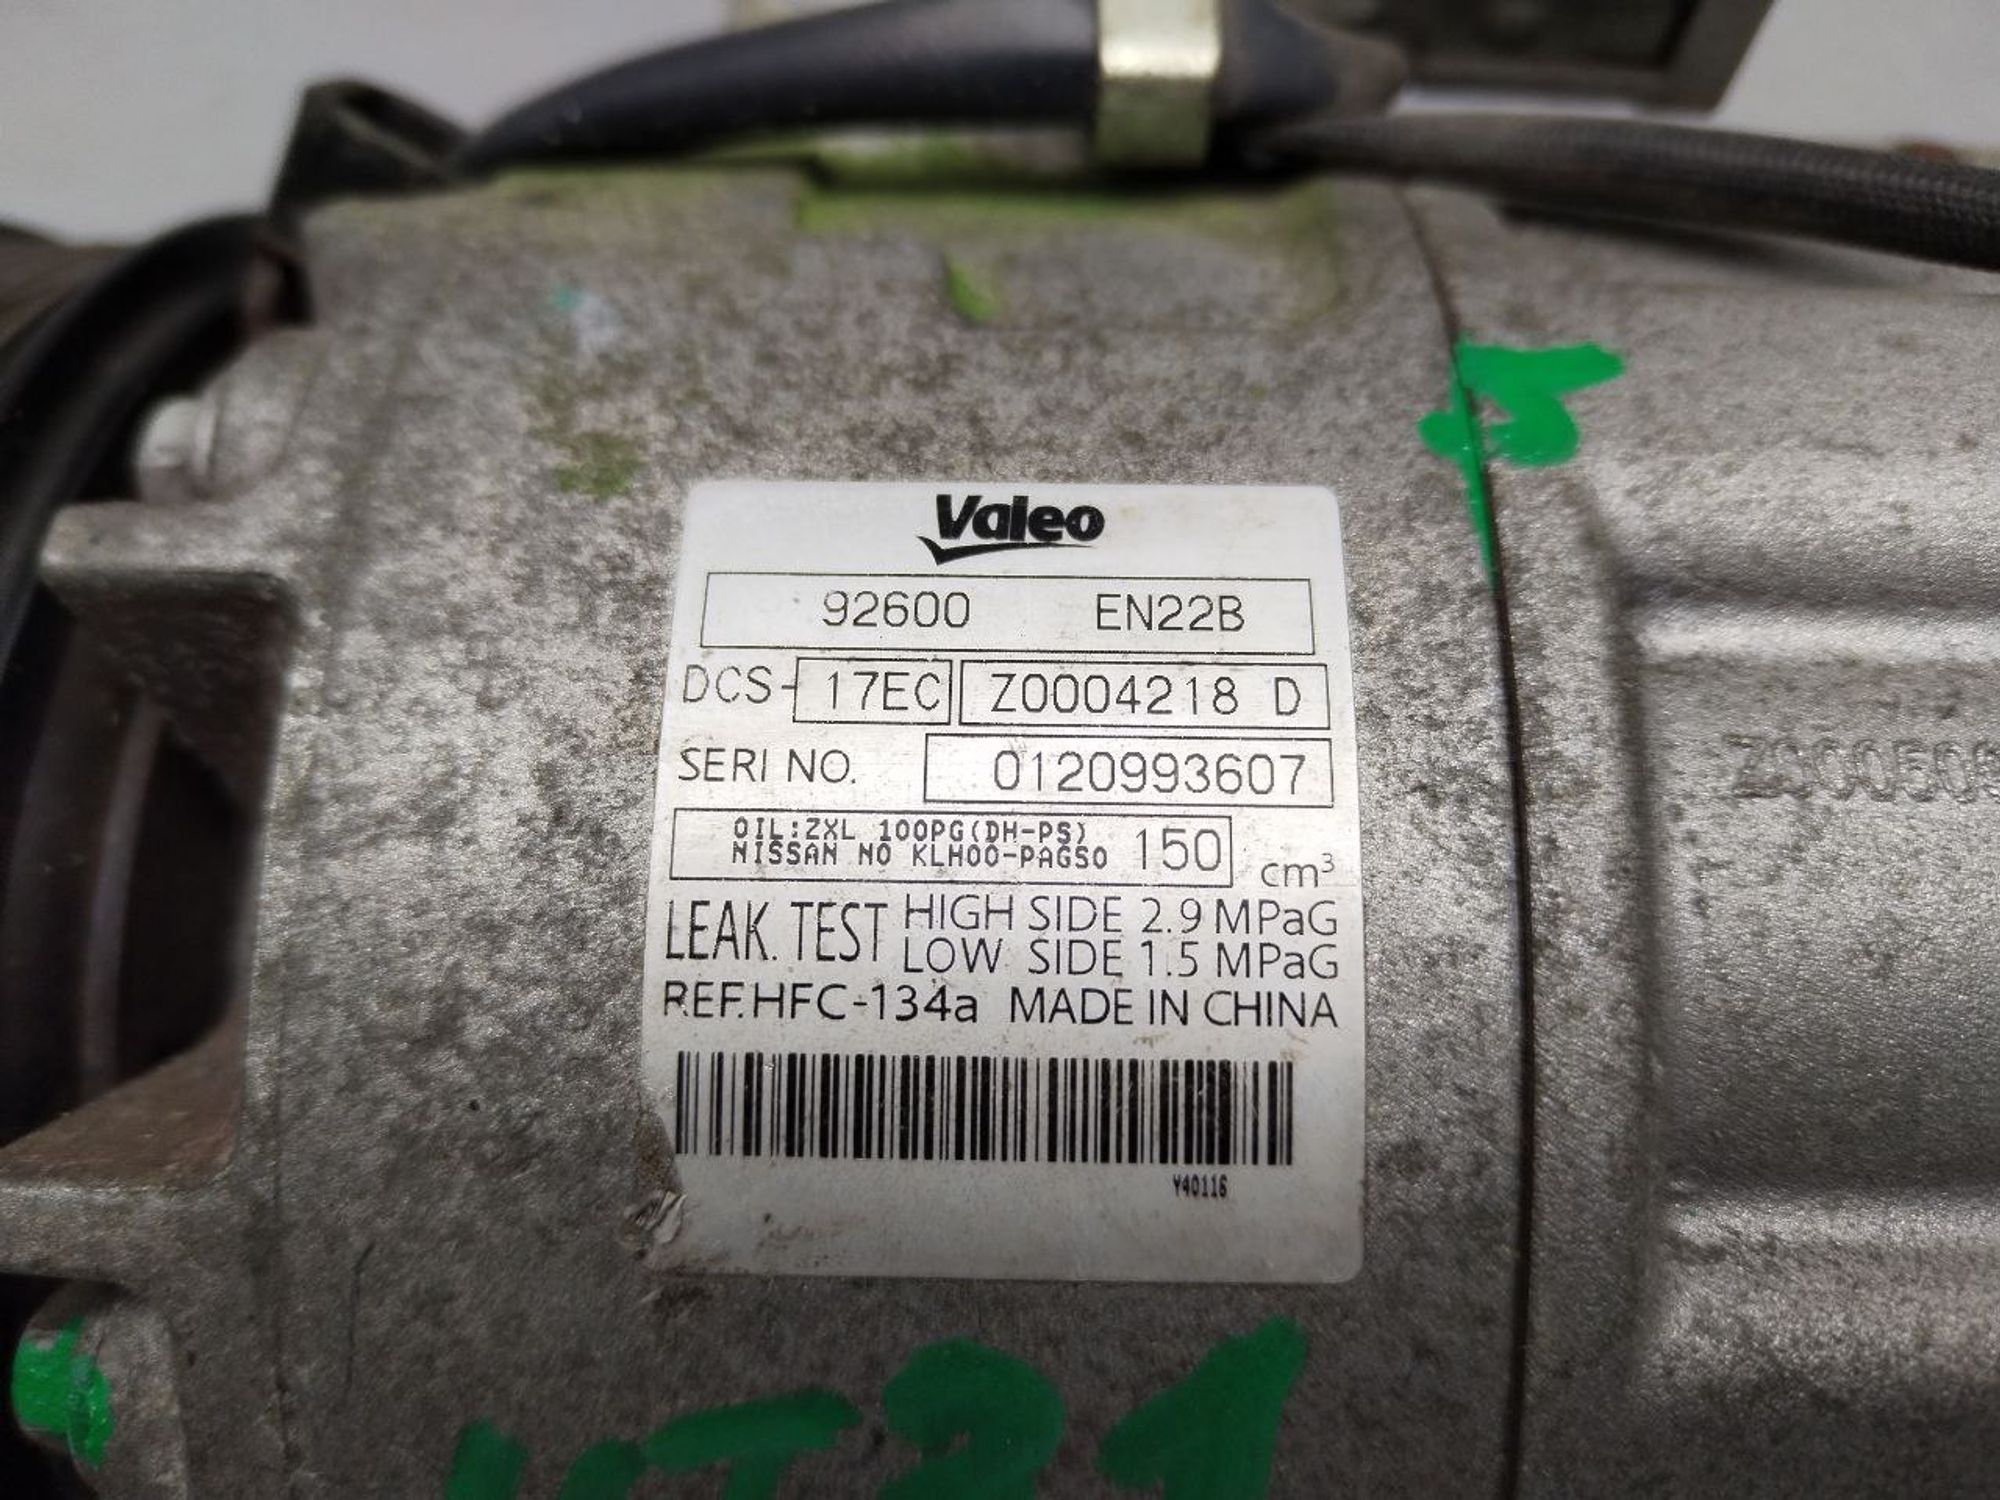 Valeo
92600 EN22B
DCS- 17EC Z0004218 D
SERI NO. 0120993607
OIL:ZXL 100PG(DH-PS) 150 cm³
NISSAN NO KLH00-PAGS0
LEAK. TEST HIGH SIDE 2.9 MPaG
LOW SIDE 1.5 MPaG
REF.HFC-134a MADE IN CHINA
Y40116